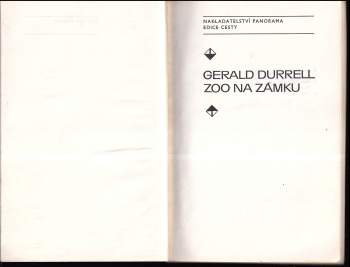 NAKLADATELSTVÍ PANORAMA
EDICE CESTY
GERALD DURRELL
ZOO NA ZÁMKU